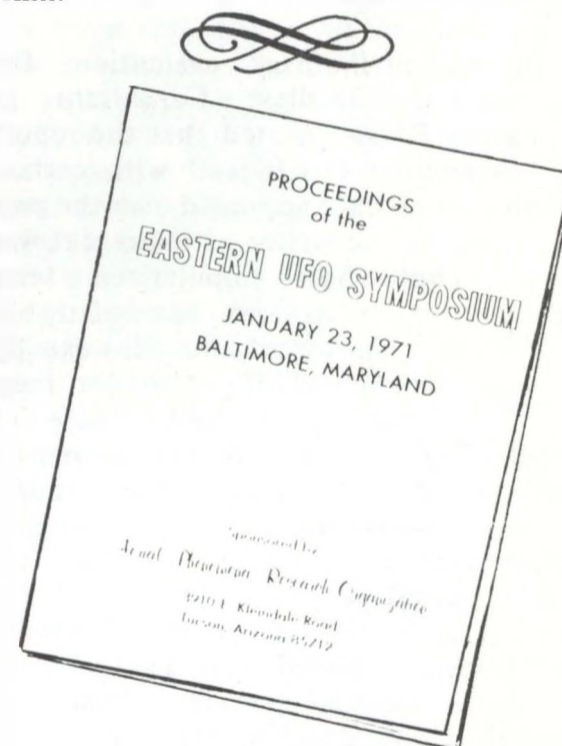 PROCEEDINGS
of the
EASTERN UFO SYMPOSIUM
JANUARY 23, 1971
BALTIMORE, MARYLAND
Sponsored by
Phenomena Research Organization
Kleindale Road
Tucson, Arizona 85712